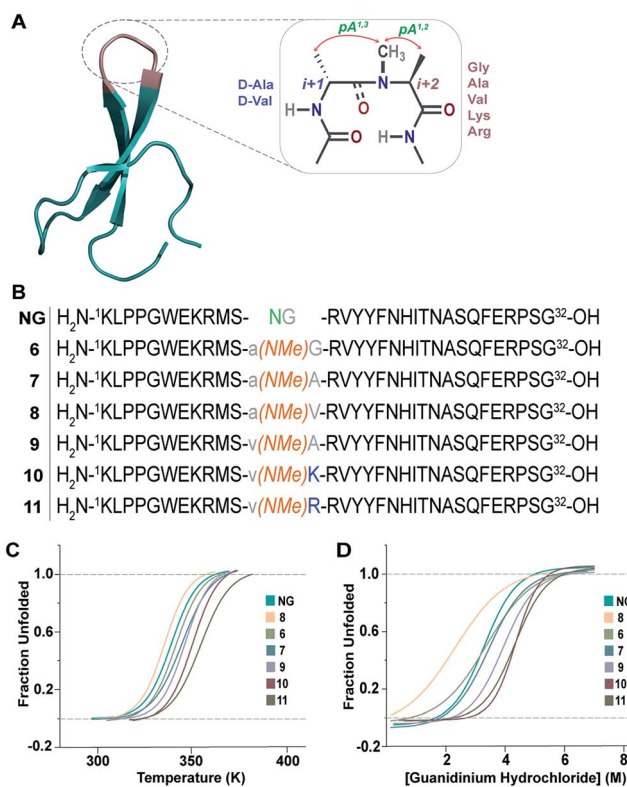 A
pA1,3 pA1,2
CH3
D-Ala
D-Val
i+1 N i+2
Gly
Ala
Val
Lys
Arg
H N O O
O H N
B
NG H2N-1KLPPGWEKRMS- NG -RVYYFNHITNASQFERPSG32-OH
6 H2N-1KLPPGWEKRMS-a(NMe)G-RVYYFNHITNASQFERPSG32-OH
7 H2N-1KLPPGWEKRMS-a(NMe)A-RVYYFNHITNASQFERPSG32-OH
8 H2N-1KLPPGWEKRMS-a(NMe)V-RVYYFNHITNASQFERPSG32-OH
9 H2N-1KLPPGWEKRMS-v(NMe)A-RVYYFNHITNASQFERPSG32-OH
10 H2N-1KLPPGWEKRMS-v(NMe)K-RVYYFNHITNASQFERPSG32-OH
11 H2N-1KLPPGWEKRMS-v(NMe)R-RVYYFNHITNASQFERPSG32-OH
C
Fraction Unfolded
1.0
0.6
0.2
-0.2
NG
8
6
7
9
10
11
300 350 400
Temperature (K)
D
Fraction Unfolded
1.0
0.6
0.2
-0.2
NG
8
6
7
9
10
11
2 4 6 8
[Guanidinium Hydrochloride] (M)